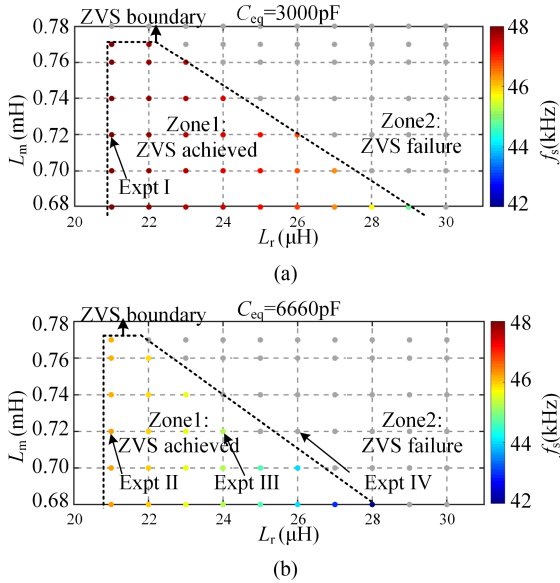 ZVS boundary
C_eq=3000pF
0.78
0.76
0.74
0.72
0.70
0.68
L_m (mH)
Zone1:
ZVS achieved
Zone2:
ZVS failure
Expt I
20
22
24
26
28
30
L_r (μH)
48
46
44
42
f_s(kHz)
(a)
ZVS boundary
C_eq=6660pF
0.78
0.76
0.74
0.72
0.70
0.68
L_m (mH)
Zone1:
ZVS achieved
Zone2:
ZVS failure
Expt II
Expt III
Expt IV
20
22
24
26
28
30
L_r (μH)
48
46
44
42
f_s(kHz)
(b)